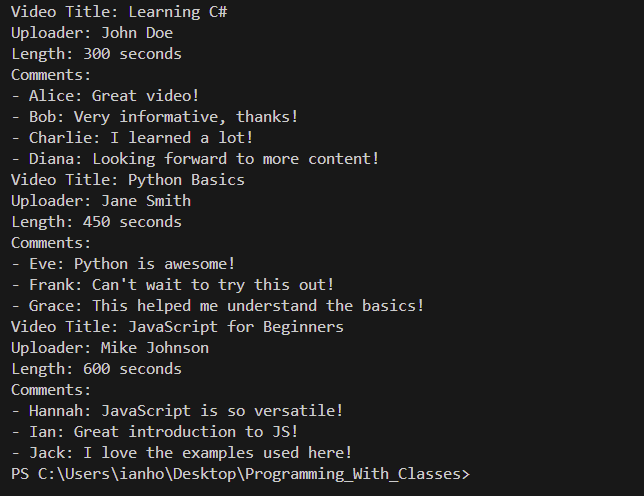 Video Title: Learning C#
Uploader: John Doe
Length: 300 seconds
Comments:
- Alice: Great video!
- Bob: Very informative, thanks!
- Charlie: I learned a lot!
- Diana: Looking forward to more content!
Video Title: Python Basics
Uploader: Jane Smith
Length: 450 seconds
Comments:
- Eve: Python is awesome!
- Frank: Can't wait to try this out!
- Grace: This helped me understand the basics!
Video Title: JavaScript for Beginners
Uploader: Mike Johnson
Length: 600 seconds
Comments:
- Hannah: JavaScript is so versatile!
- Ian: Great introduction to JS!
- Jack: I love the examples used here!
PS C:\Users\ianho\Desktop\Programming_With_Classes>